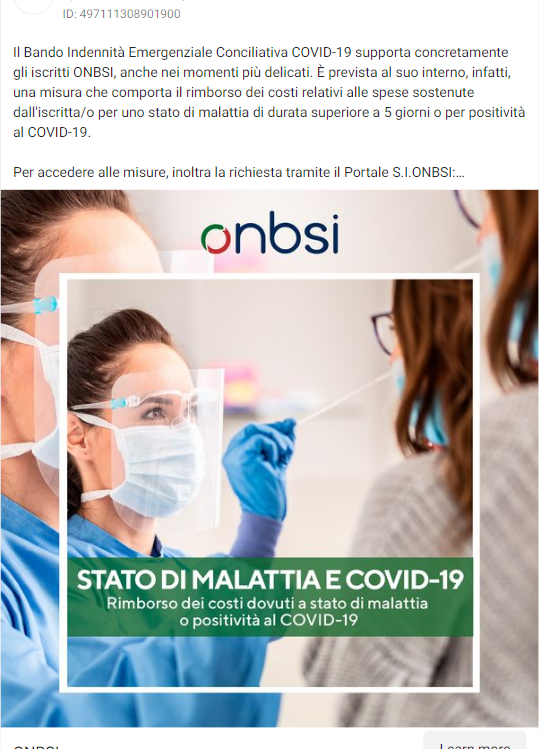 ID: 497111308901900
Il Bando Indennità Emergenziale Conciliativa COVID-19 supporta concretamente
gli iscritti ONBSI, anche nei momenti più delicati. È prevista al suo interno, infatti,
una misura che comporta il rimborso dei costi relativi alle spese sostenute
dall'iscritta/o per uno stato di malattia di durata superiore a 5 giorni o per positività
al COVID-19.
Per accedere alle misure, inoltra la richiesta tramite il Portale S.I.ONBSI:...
onbsi
STATO DI MALATTIA E COVID-19
Rimborso dei costi dovuti a stato di malattia
o positività al COVID-19
ONBSI
Learn more